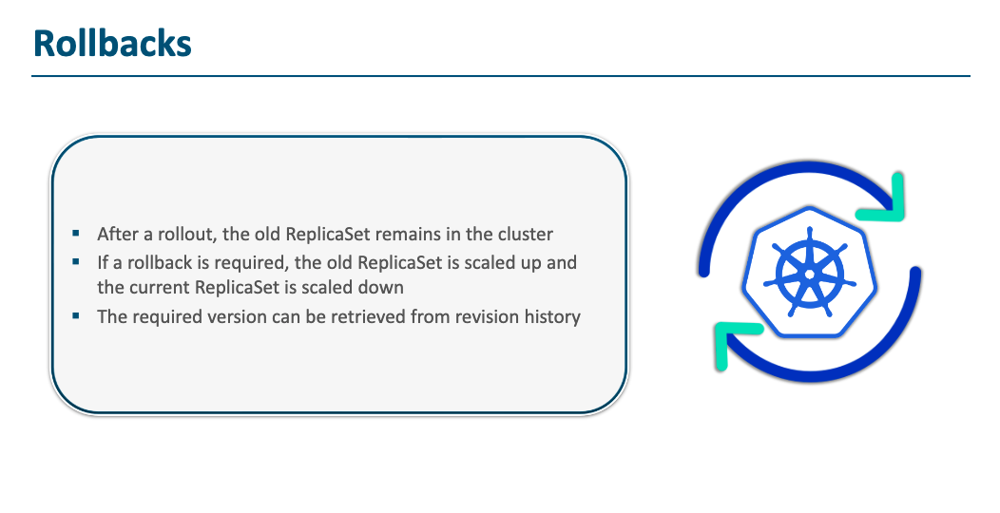 Rollbacks
▪ After a rollout, the old ReplicaSet remains in the cluster
▪ If a rollback is required, the old ReplicaSet is scaled up and
the current ReplicaSet is scaled down
▪ The required version can be retrieved from revision history